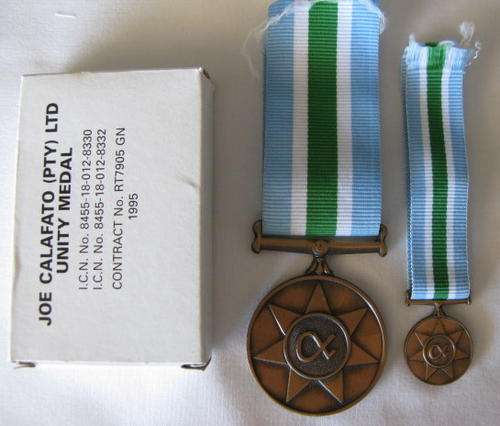 JOE CALAFATO (PTY) LTD
UNITY MEDAL
I.C.N. No. 8455-18-012-8330
I.C.N. No. 8455-18-012-8332
CONTRACT No. RT7905 GN
1995
α
α